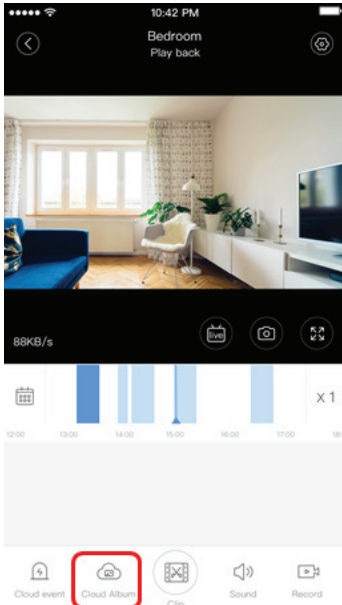 10:42 PM
Bedroom
Play back
88KB/s
live
X 1
12:00 13:00 14:00 15:00 16:00 17:00 18:
Cloud event Cloud Album Clip Sound Record